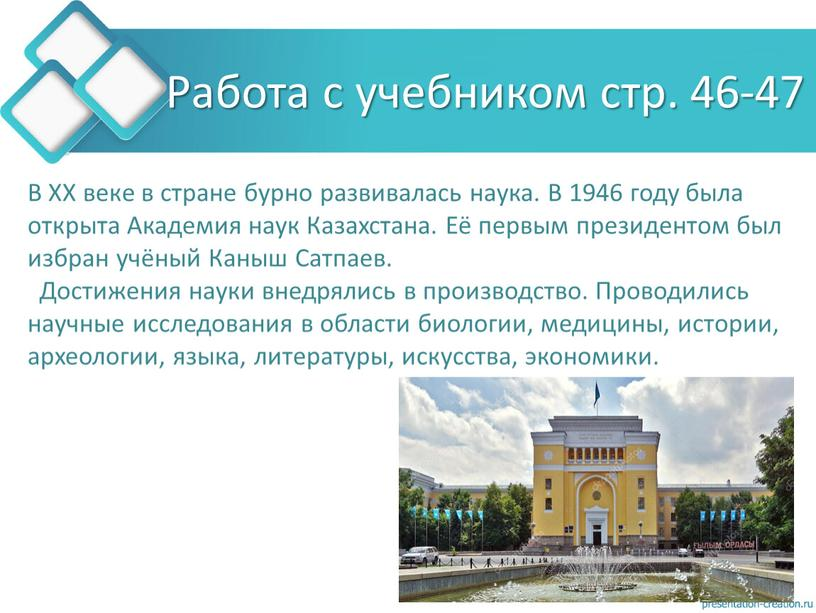 Работа с учебником стр. 46-47
В ХХ веке в стране бурно развивалась наука. В 1946 году была
открыта Академия наук Казахстана. Её первым президентом был
избран учёный Каныш Сатпаев.
Достижения науки внедрялись в производство. Проводились
научные исследования в области биологии, медицины, истории,
археологии, языка, литературы, искусства, экономики.
ҒЫЛЫМ ОРДАСЫ
presentation-creation.ru